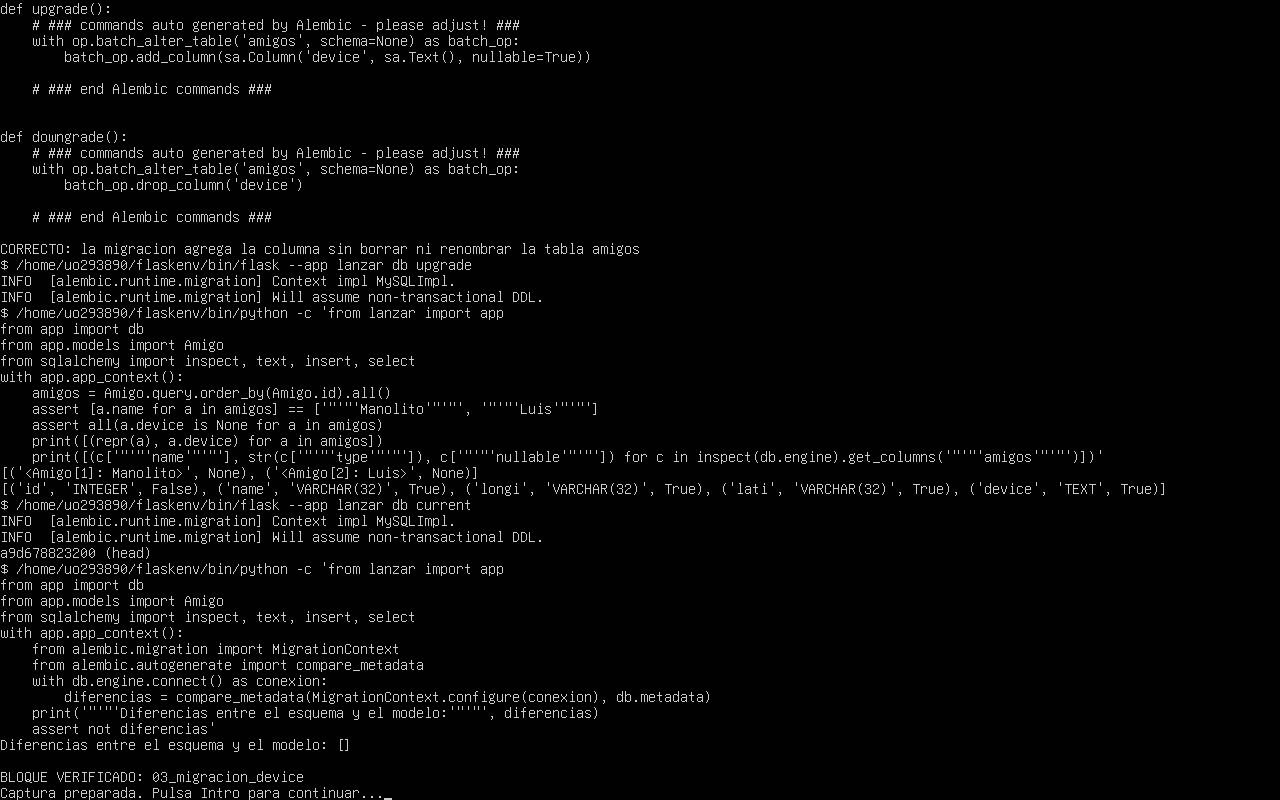 def upgrade():
    # ### commands auto generated by Alembic - please adjust! ###
    with op.batch_alter_table('amigos', schema=None) as batch_op:
        batch_op.add_column(sa.Column('device', sa.Text(), nullable=True))

    # ### end Alembic commands ###


def downgrade():
    # ### commands auto generated by Alembic - please adjust! ###
    with op.batch_alter_table('amigos', schema=None) as batch_op:
        batch_op.drop_column('device')

    # ### end Alembic commands ###

CORRECTO: la migracion agrega la columna sin borrar ni renombrar la tabla amigos
$ /home/uo293890/flaskenv/bin/flask --app lanzar db upgrade
INFO  [alembic.runtime.migration] Context impl MySQLImpl.
INFO  [alembic.runtime.migration] Will assume non-transactional DDL.
$ /home/uo293890/flaskenv/bin/python -c 'from lanzar import app
from app import db
from app.models import Amigo
from sqlalchemy import inspect, text, insert, select
with app.app_context():
    amigos = Amigo.query.order_by(Amigo.id).all()
    assert [a.name for a in amigos] == ['"'"'Manolito'"'"', '"'"'Luis'"'"']
    assert all(a.device is None for a in amigos)
    print([(repr(a), a.device) for a in amigos])
    print([(c['"'"'name'"'"'], str(c['"'"'type'"'"']), c['"'"'nullable'"'"']) for c in inspect(db.engine).get_columns('"'"'amigos'"'"')])'
[('<Amigo[1]: Manolito>', None), ('<Amigo[2]: Luis>', None)]
[('id', 'INTEGER', False), ('name', 'VARCHAR(32)', True), ('longi', 'VARCHAR(32)', True), ('lati', 'VARCHAR(32)', True), ('device', 'TEXT', True)]
$ /home/uo293890/flaskenv/bin/flask --app lanzar db current
INFO  [alembic.runtime.migration] Context impl MySQLImpl.
INFO  [alembic.runtime.migration] Will assume non-transactional DDL.
a9d678823200 (head)
$ /home/uo293890/flaskenv/bin/python -c 'from lanzar import app
from app import db
from app.models import Amigo
from sqlalchemy import inspect, text, insert, select
with app.app_context():
    from alembic.migration import MigrationContext
    from alembic.autogenerate import compare_metadata
    with db.engine.connect() as conexion:
        diferencias = compare_metadata(MigrationContext.configure(conexion), db.metadata)
    print('"'"'Diferencias entre el esquema y el modelo:'"'"', diferencias)
    assert not diferencias'
Diferencias entre el esquema y el modelo: []

BLOQUE VERIFICADO: 03_migracion_device
Captura preparada. Pulsa Intro para continuar..._